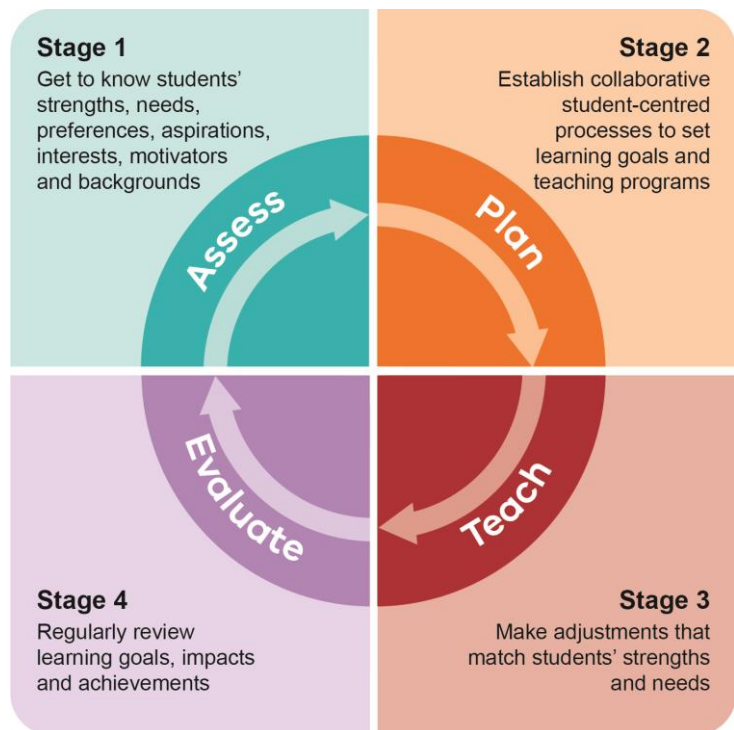 Stage 1
Get to know students’
strengths, needs,
preferences, aspirations,
interests, motivators
and backgrounds
Assess
Stage 2
Establish collaborative
student-centred
processes to set
learning goals and
teaching programs
Plan
Teach
Stage 3
Make adjustments that
match students’ strengths
and needs
Evaluate
Stage 4
Regularly review
learning goals, impacts
and achievements